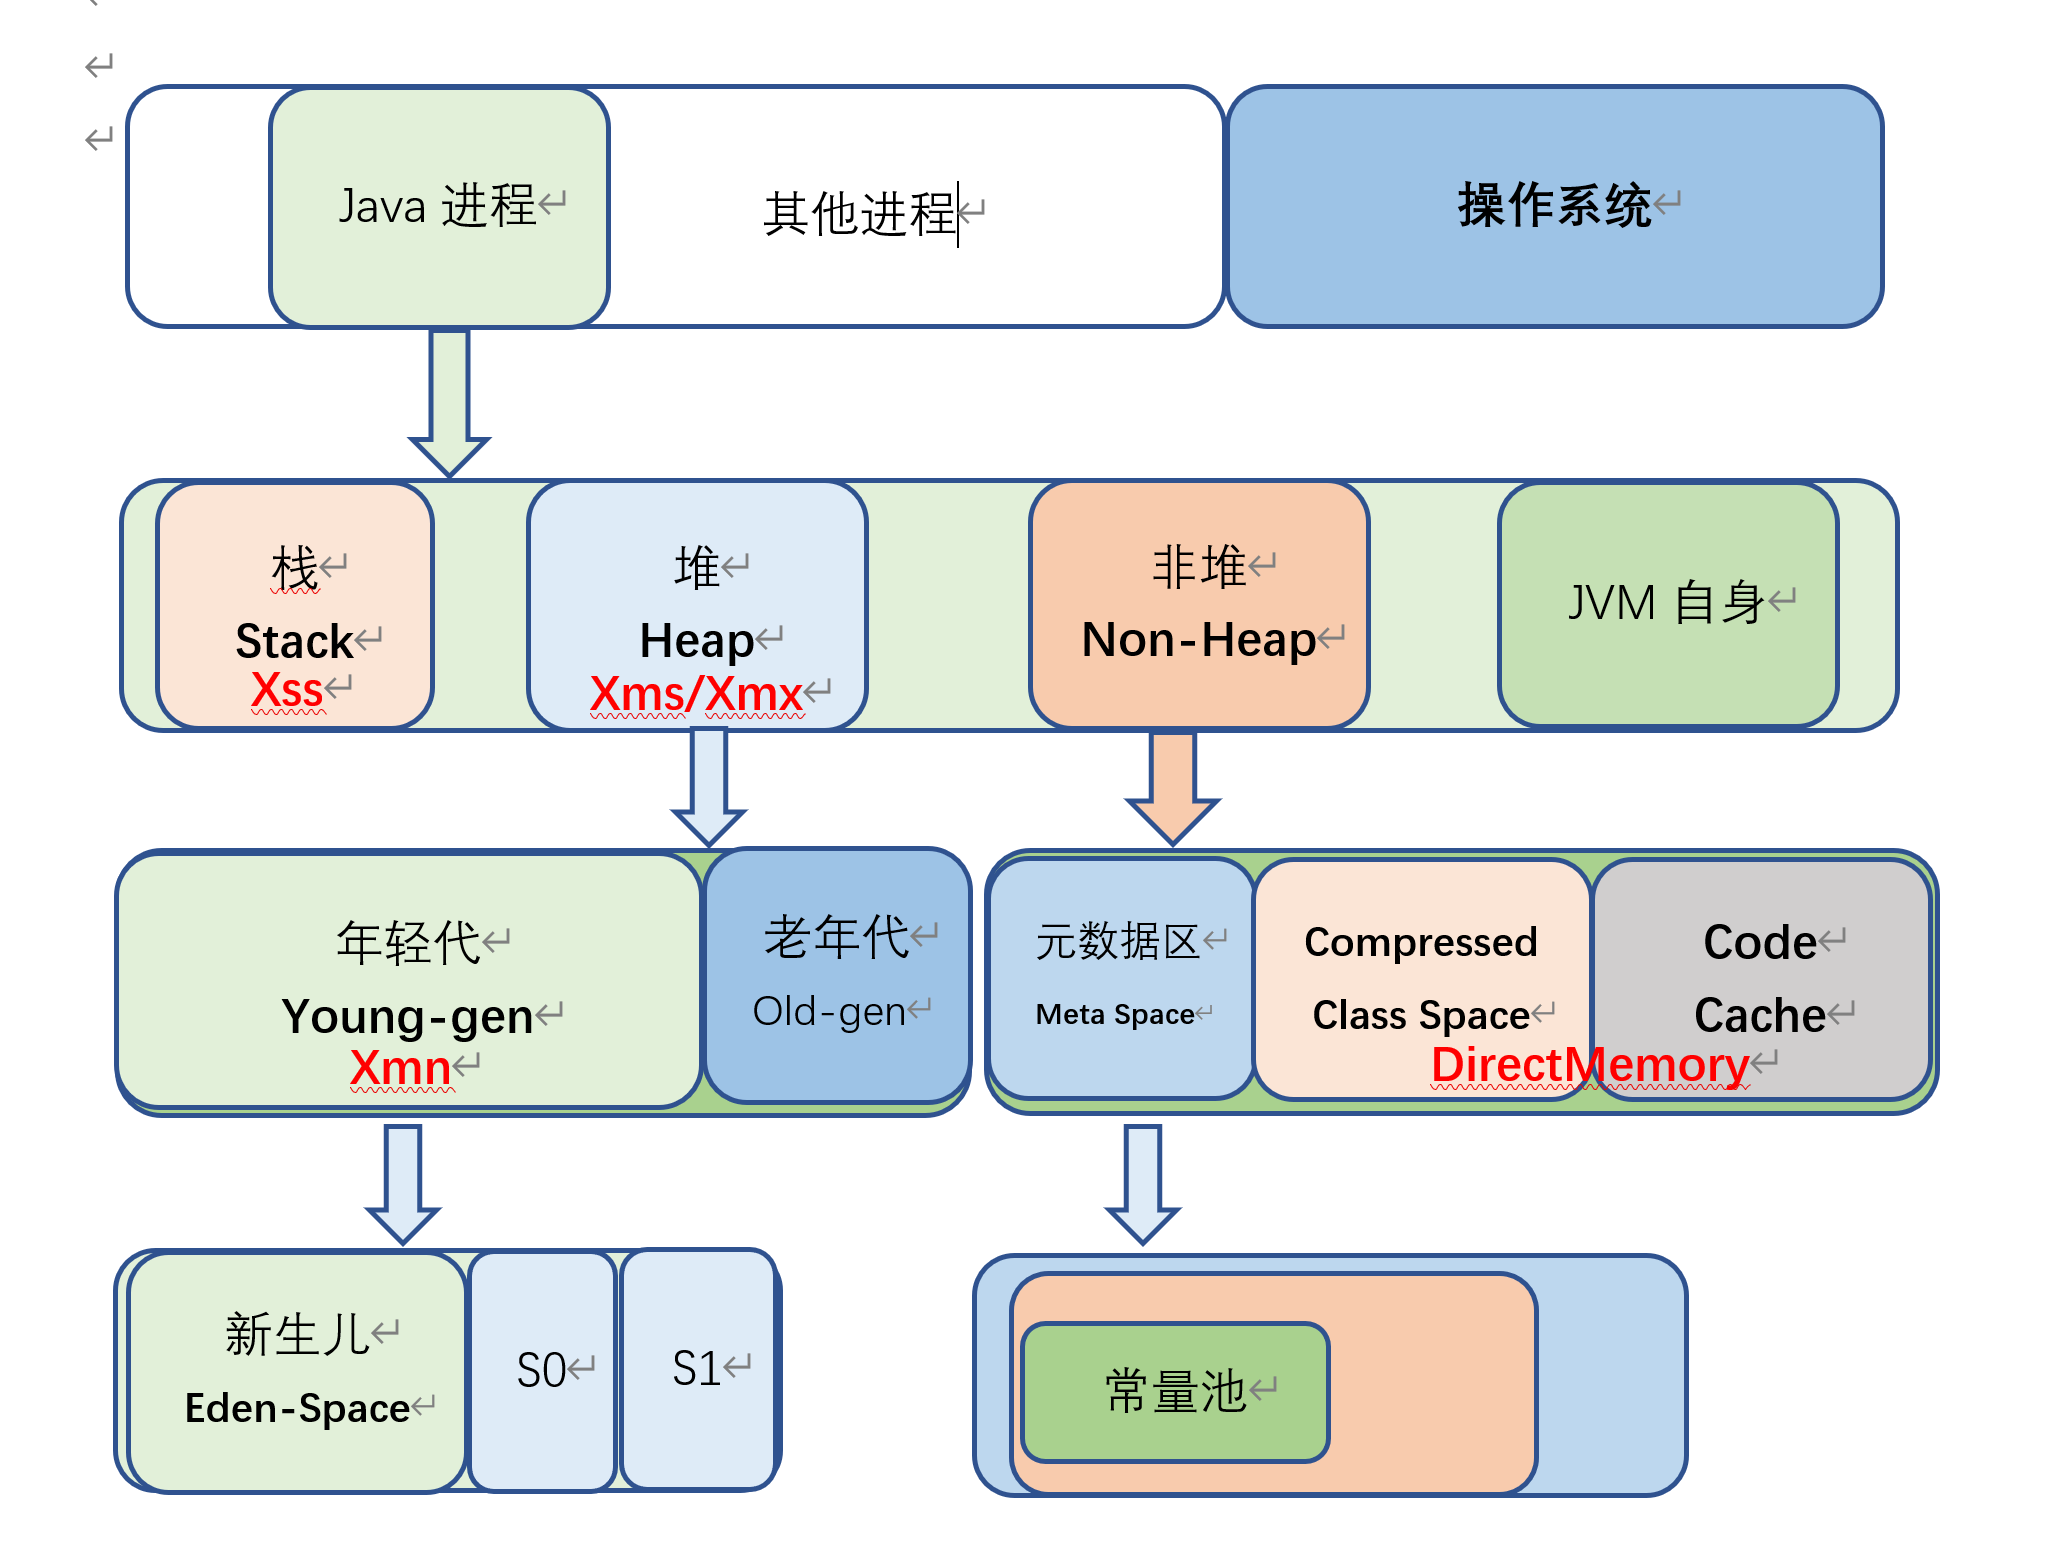 Java 进程
其他进程
操作系统
栈
Stack
Xss
堆
Heap
Xms/Xmx
非堆
Non-Heap
JVM 自身
年轻代
Young-gen
Xmn
老年代
Old-gen
元数据区
Meta Space
Compressed
Class Space
Code
Cache
DirectMemory
新生儿
Eden-Space
S0
S1
常量池